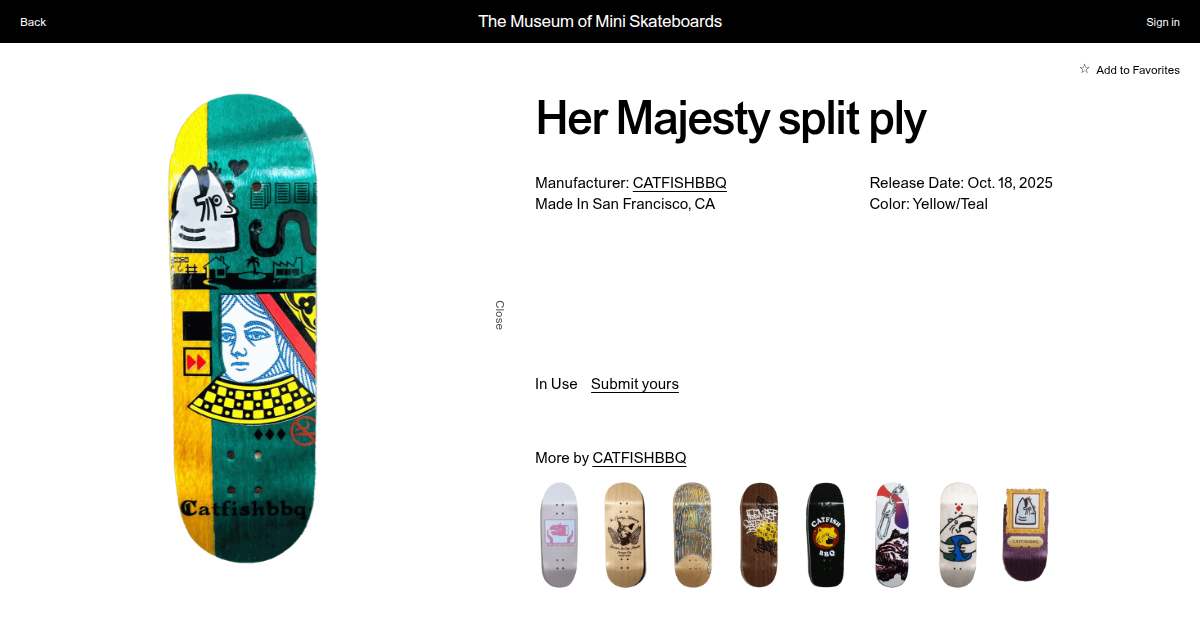 Back
The Museum of Mini Skateboards
Sign in
☆ Add to Favorites
Her Majesty split ply
Manufacturer: CATFISHBBQ
Release Date: Oct. 18, 2025
Made In San Francisco, CA
Color: Yellow/Teal
Close
Catfishbbq
In Use Submit yours
More by CATFISHBBQ
CATFISH
BBQ